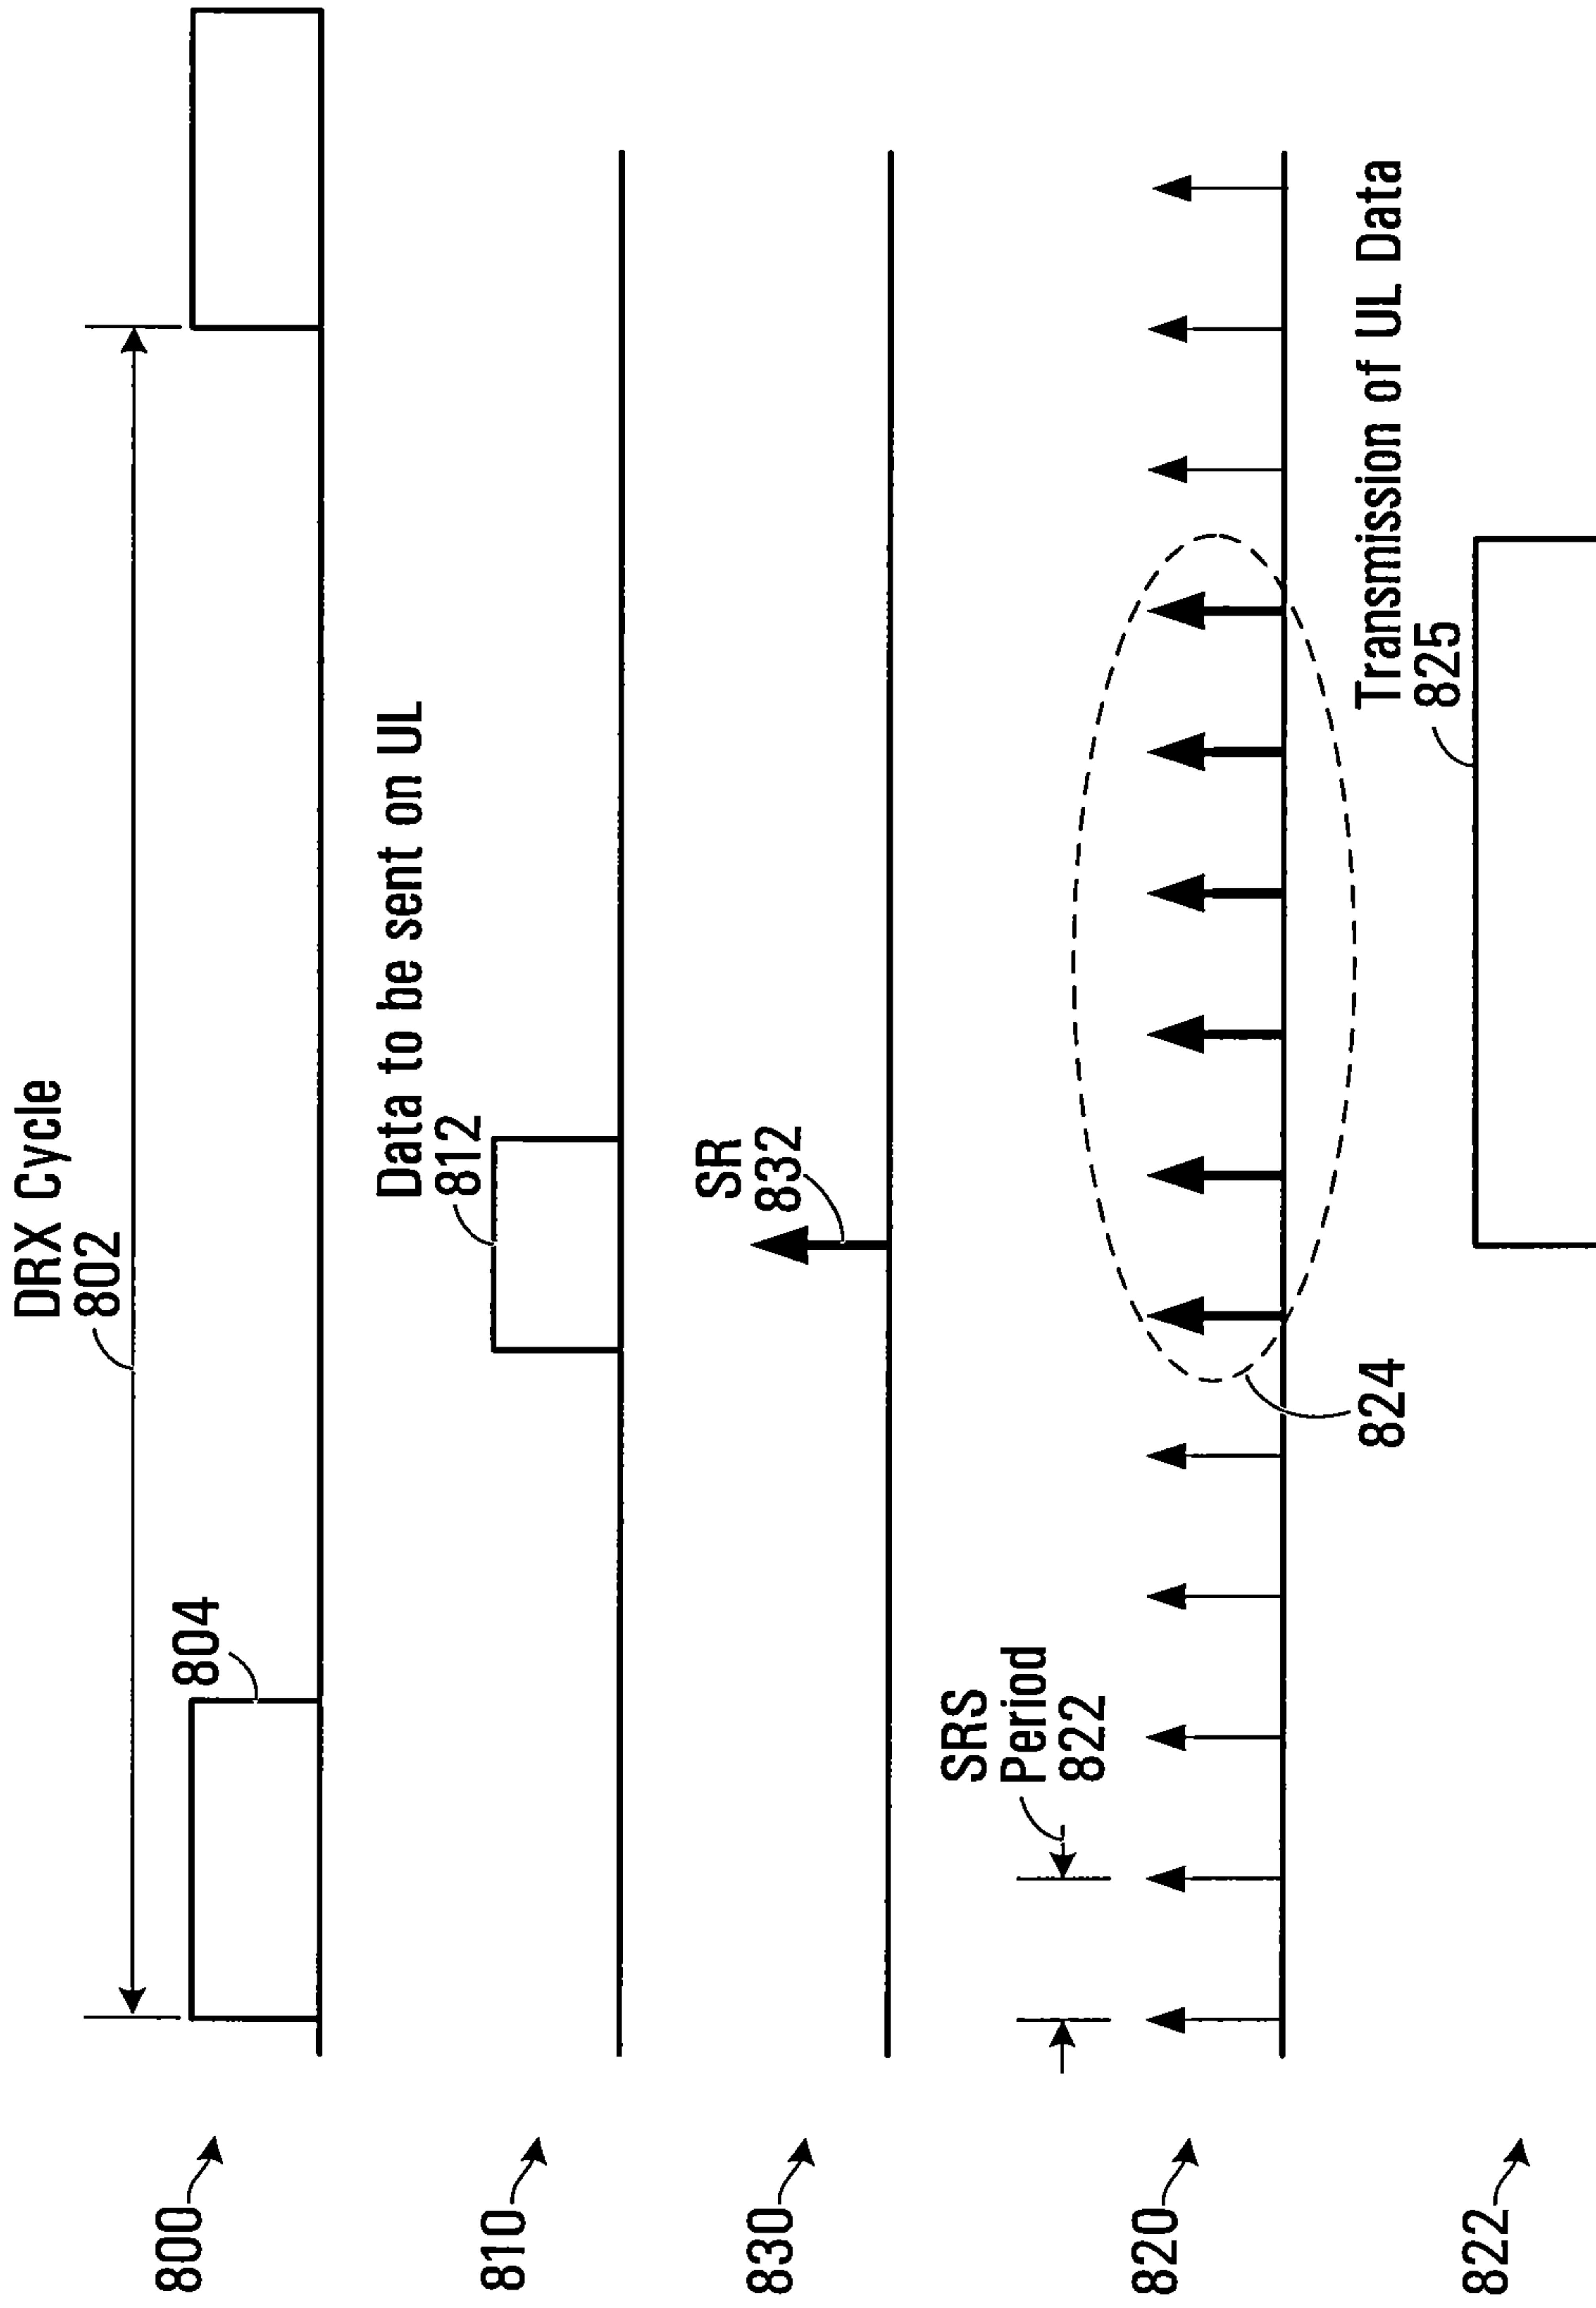 DRX Cycle
802
800
804
Data to be sent on UL
812
810
SR
832
830
SRS
Period
822
820
824
Transmission of UL Data
825
822